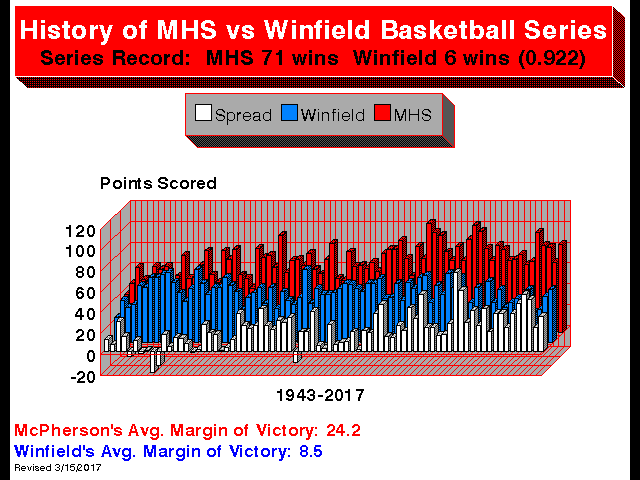 History of MHS vs Winfield Basketball Series
Series Record: MHS 71 wins Winfield 6 wins (0.922)
Spread Winfield MHS
Points Scored
120
100
80
60
40
20
0
-20
1943-2017
McPherson's Avg. Margin of Victory: 24.2
Winfield's Avg. Margin of Victory: 8.5
Revised 3/15/2017